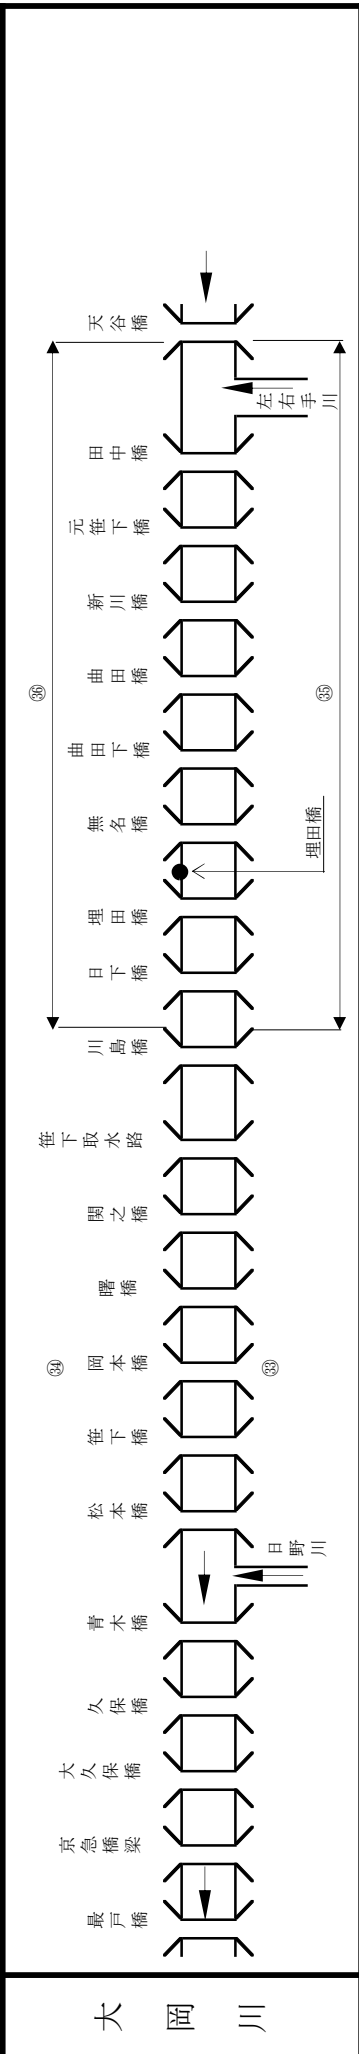 天谷橋
左右手川
田中橋
元笹下橋
新川橋
曲田橋
㊱
㉟
曲田下橋
無名橋
埋田橋
埋田橋
日下橋
川島橋
笹下取水路
関之橋
曙橋
㉞
岡本橋
㉝
笹下橋
松本橋
日野川
青木橋
久保橋
大久保橋
京急橋梁
最戸橋
大岡川